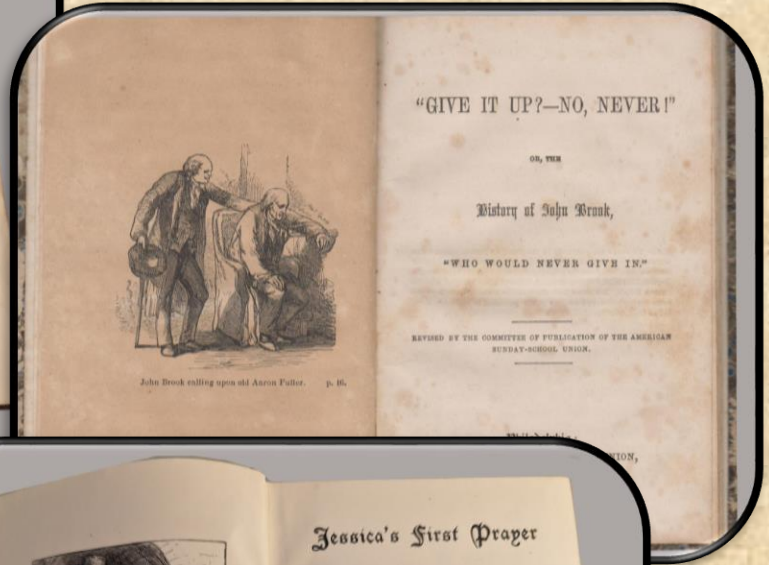 "GIVE IT UP?—NO, NEVER!"
OR, THE
History of John Brook,
"WHO WOULD NEVER GIVE IN."
REVISED BY THE COMMITTEE OF PUBLICATION OF THE AMERICAN
SUNDAY-SCHOOL UNION.
John Brook calling upon old Aaron Fuller. p.
Jessica's First Prayer